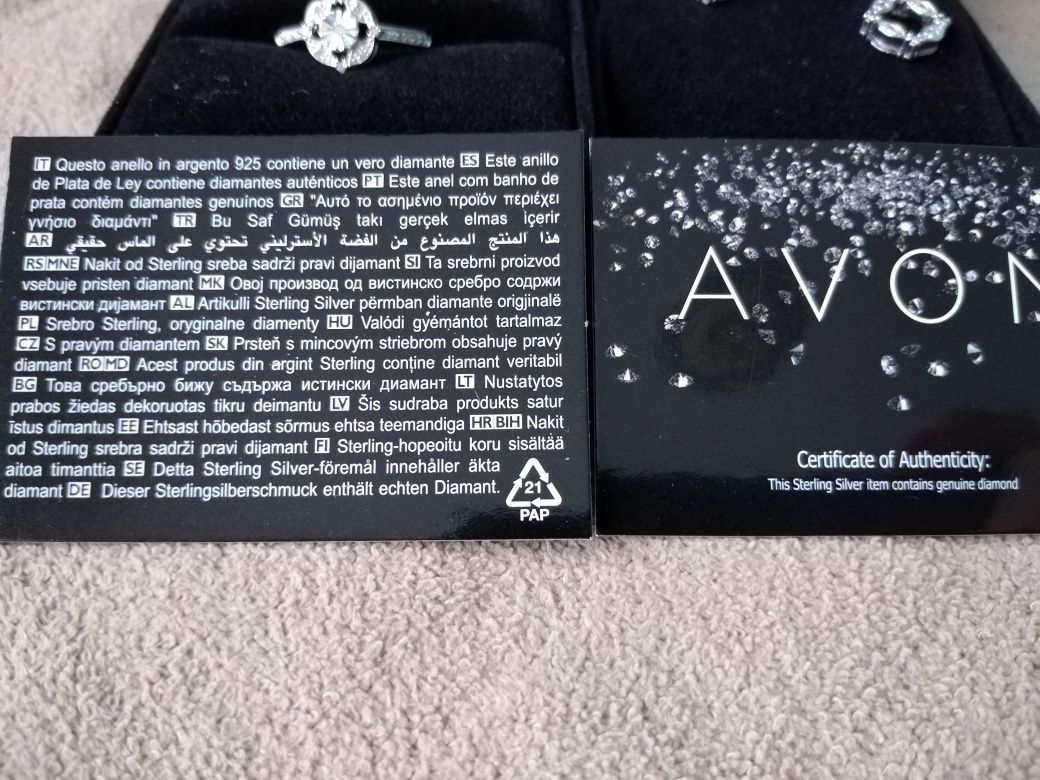 IT Questo anello in argento 925 contiene un vero diamante ES Este anillo
de Plata de Ley contiene diamantes auténticos PT Este anel com banho de
prata contém diamantes genuinos GR "Αυτό το ασημένιο προϊόν περιέχει
γνήσιο διαμάντι" TR Bu Saf Gümüş takı gerçek elmas içerir
AR هذا المنتج المصنوع من الفضة الأسترليني تحتوي على الماس حقيقي
RS MNE Nakit od Sterling sreba sadrži pravi dijamant SI Ta srebrni proizvod
vsebuje pristen diamant MK Овој производ од вистинско сребро содржи
вистински дијамант AL Artikulli Sterling Silver përmban diamante origjinalë
PL Srebro Sterling, oryginalne diamenty HU Valódi gyémántot tartalmaz
CZ S pravým diamantem SK Prsteň s mincovým striebrom obsahuje pravý
diamant RO MD Acest produs din argint Sterling conține diamant veritabil
BG Това сребърно бижу съдържа истински диамант LT Nustatytos
prabos žiedas dekoruotas tikru deimantu LV Šis sudraba produkts satur
īstus dimantus EE Ehtsast hõbedast sõrmus ehtsa teemandiga HR BIH Nakit
od Sterling srebra sadrži pravi dijamant FI Sterling-hopeoitu koru sisältää
aitoa timanttia SE Detta Sterling Silver-föremål innehåller äkta
diamant DE Dieser Sterlingsilberschmuck enthält echten Diamant.
21
PAP
AVON
Certificate of Authenticity:
This Sterling Silver item contains genuine diamond